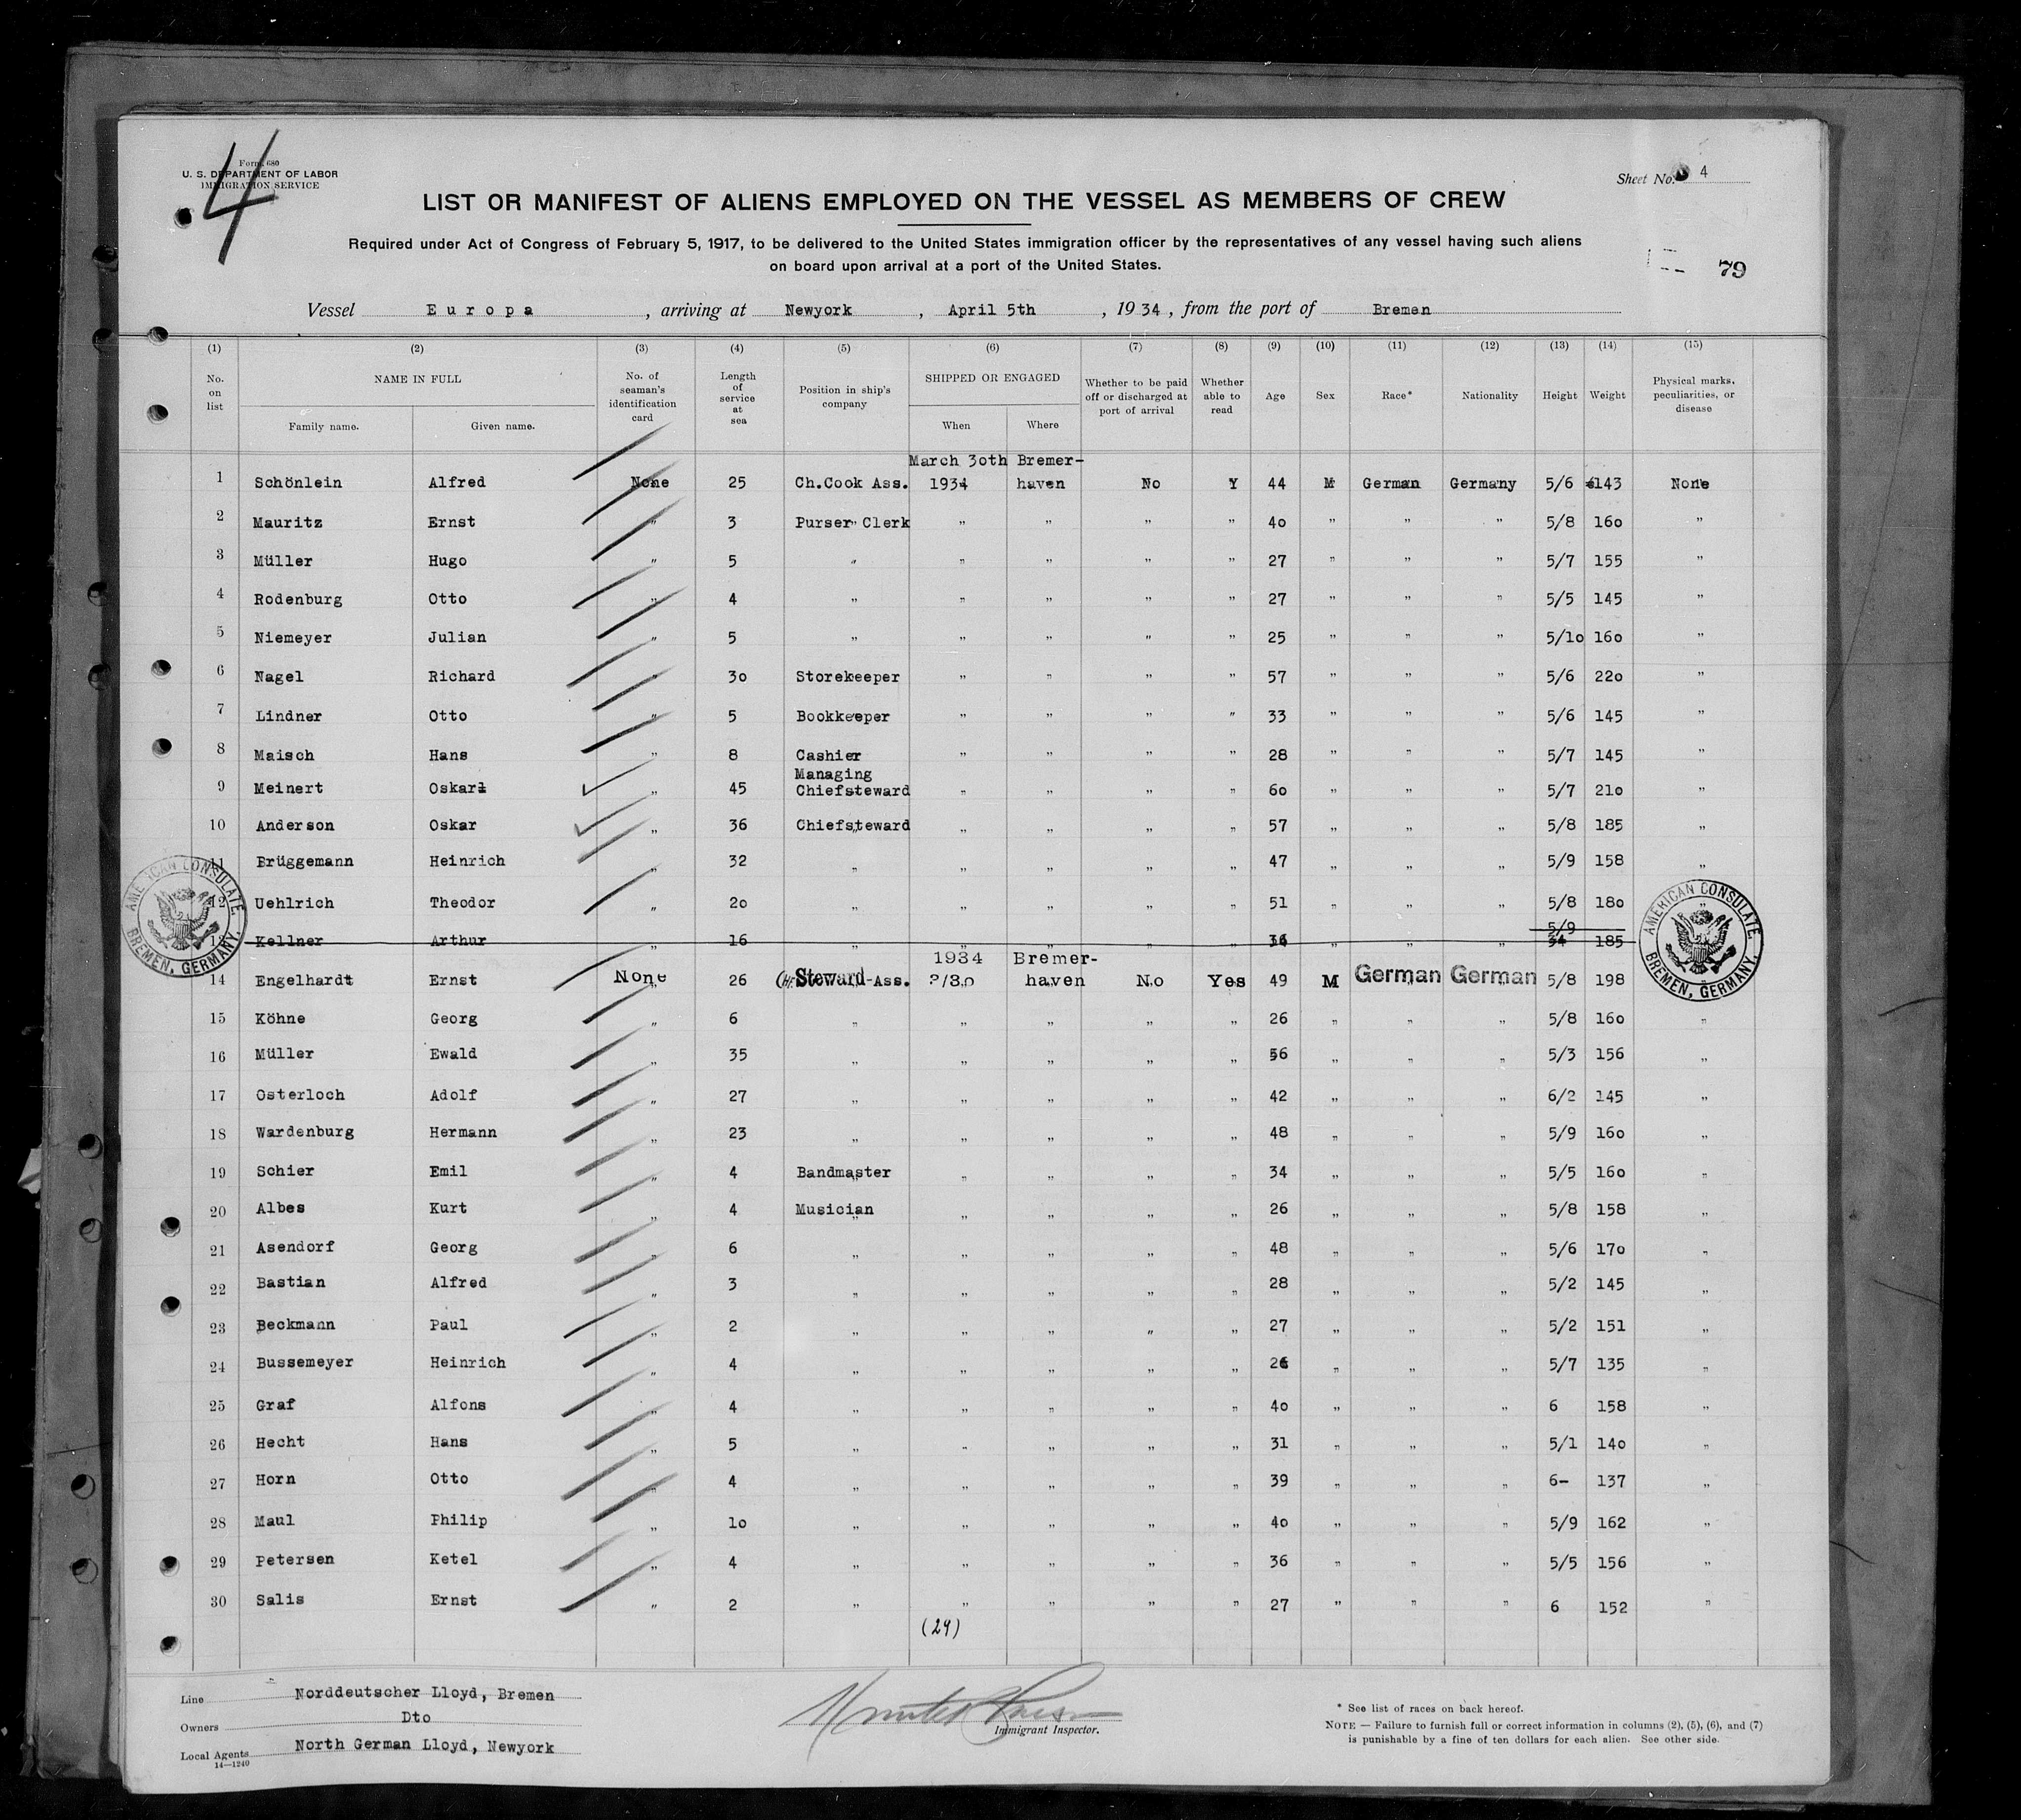 4
Form 680
U. S. DEPARTMENT OF LABOR
IMMIGRATION SERVICE
Sheet No. 4
LIST OR MANIFEST OF ALIENS EMPLOYED ON THE VESSEL AS MEMBERS OF CREW
Required under Act of Congress of February 5, 1917, to be delivered to the United States immigration officer by the representatives of any vessel having such aliens
on board upon arrival at a port of the United States.
79
Vessel Europa, arriving at Newyork, April 5th, 1934, from the port of Bremen
(1) (2) (3) (4) (5) (6) (7) (8) (9) (10) (11) (12) (13) (14) (15)
No. on list NAME IN FULL Family name. Given name. No. of seaman's identification card Length of service at sea Position in ship's company SHIPPED OR ENGAGED When Where Whether to be paid off or discharged at port of arrival Whether able to read Age Sex Race* Nationality Height Weight Physical marks, peculiarities, or disease
March 30th Bremer-
1 Schönlein Alfred None 25 Ch.Cook Ass. 1934 haven No Y 44 M German Germany 5/6 143 None
2 Mauritz Ernst " 3 Purser Clerk " " " " 40 " " " 5/8 160 "
3 Müller Hugo " 5 " " " " " 27 " " " 5/7 155 "
4 Rodenburg Otto " 4 " " " " " 27 " " " 5/5 145 "
5 Niemeyer Julian " 5 " " " " " 25 " " " 5/10 160 "
6 Nagel Richard " 30 Storekeeper " " " " 57 " " " 5/6 220 "
7 Lindner Otto " 5 Bookkeeper " " " " 33 " " " 5/6 145 "
8 Maisch Hans " 8 Cashier " " " " 28 " " " 5/7 145 "
Managing
9 Meinert Oskar " 45 Chiefsteward " " " " 60 " " " 5/7 210 "
10 Anderson Oskar " 36 Chiefsteward " " " " 57 " " " 5/8 185 "
11 Brüggemann Heinrich " 32 " " " " " 47 " " " 5/9 158 "
12 Uehlrich Theodor " 20 " " " " " 51 " " " 5/8 180 "
5/9
13 Kellner Arthur " 16 " " " " " 36 " " " 185
1934 Bremer-
14 Engelhardt Ernst None 26 Steward-Ass. 3/30 haven No Yes 49 M German German 5/8 198
15 Köhne Georg " 6 " " " " " 26 " " " 5/8 160 "
16 Müller Ewald " 35 " " " " " 56 " " " 5/3 156 "
17 Osterloch Adolf " 27 " " " " " 42 " " " 6/2 145 "
18 Wardenburg Hermann " 23 " " " " " 48 " " " 5/9 160 "
19 Schier Emil " 4 Bandmaster " " " " 34 " " " 5/5 160 "
20 Albes Kurt " 4 Musician " " " " 26 " " " 5/8 158 "
21 Asendorf Georg " 6 " " " " " 48 " " " 5/6 170 "
22 Bastian Alfred " 3 " " " " " 28 " " " 5/2 145 "
23 Beckmann Paul " 2 " " " " " 27 " " " 5/2 151 "
24 Bussemeyer Heinrich " 4 " " " " " 26 " " " 5/7 135 "
25 Graf Alfons " 4 " " " " " 40 " " " 6 158 "
26 Hecht Hans " 5 " " " " " 31 " " " 5/1 140 "
27 Horn Otto " 4 " " " " " 39 " " " 6- 137 "
28 Maul Philip " 10 " " " " " 40 " " " 5/9 162 "
29 Petersen Ketel " 4 " " " " " 36 " " " 5/5 156 "
30 Salis Ernst " 2 " " " " " 27 " " " 6 152 "
(29)
AMERICAN CONSULATE. BREMEN, GERMANY.
AMERICAN CONSULATE. BREMEN, GERMANY.
Line Norddeutscher Lloyd, Bremen
Owners Dto
Local Agents North German Lloyd, Newyork
14—1240
Immigrant Inspector.
* See list of races on back hereof.
NOTE — Failure to furnish full or correct information in columns (2), (5), (6), and (7)
is punishable by a fine of ten dollars for each alien. See other side.